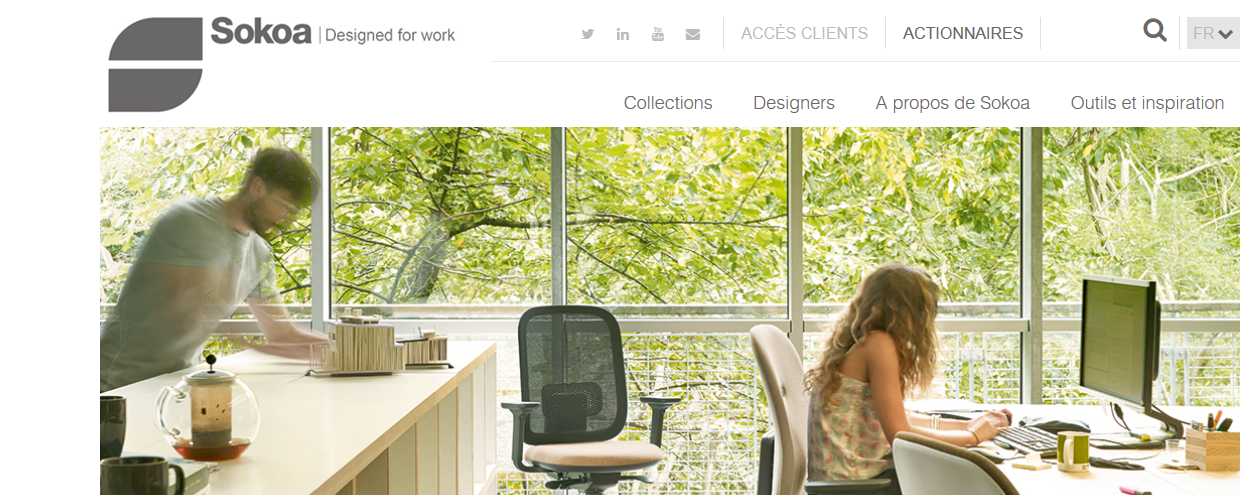 Sokoa | Designed for work
ACCÈS CLIENTS
ACTIONNAIRES
FR
Collections
Designers
A propos de Sokoa
Outils et inspiration